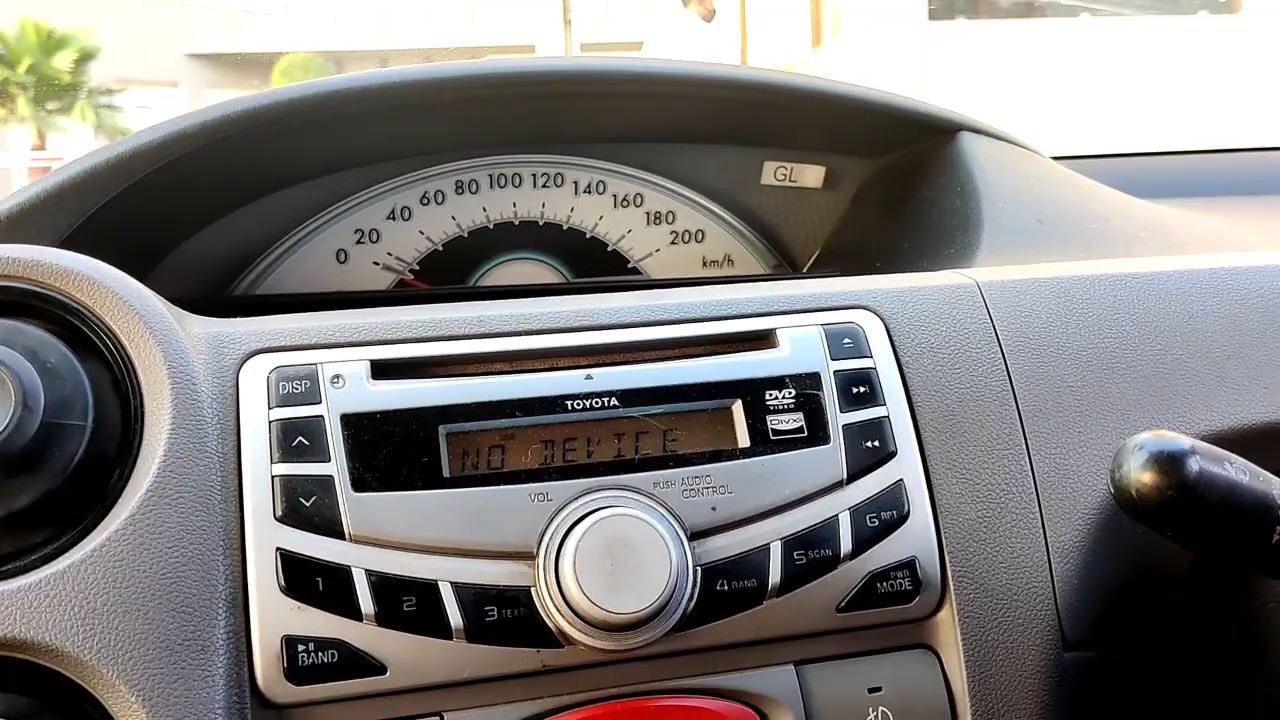 GL
0 20 40 60 80 100 120 140 160 180 200
km/h
DISP
TOYOTA
DVD
VIDEO
DIVX
NO DEVICE
VOL
PUSH AUDIO
CONTROL
1
2
3 TEXT
4 RAND
5 SCAN
6 RPT
BAND
PWR
MODE